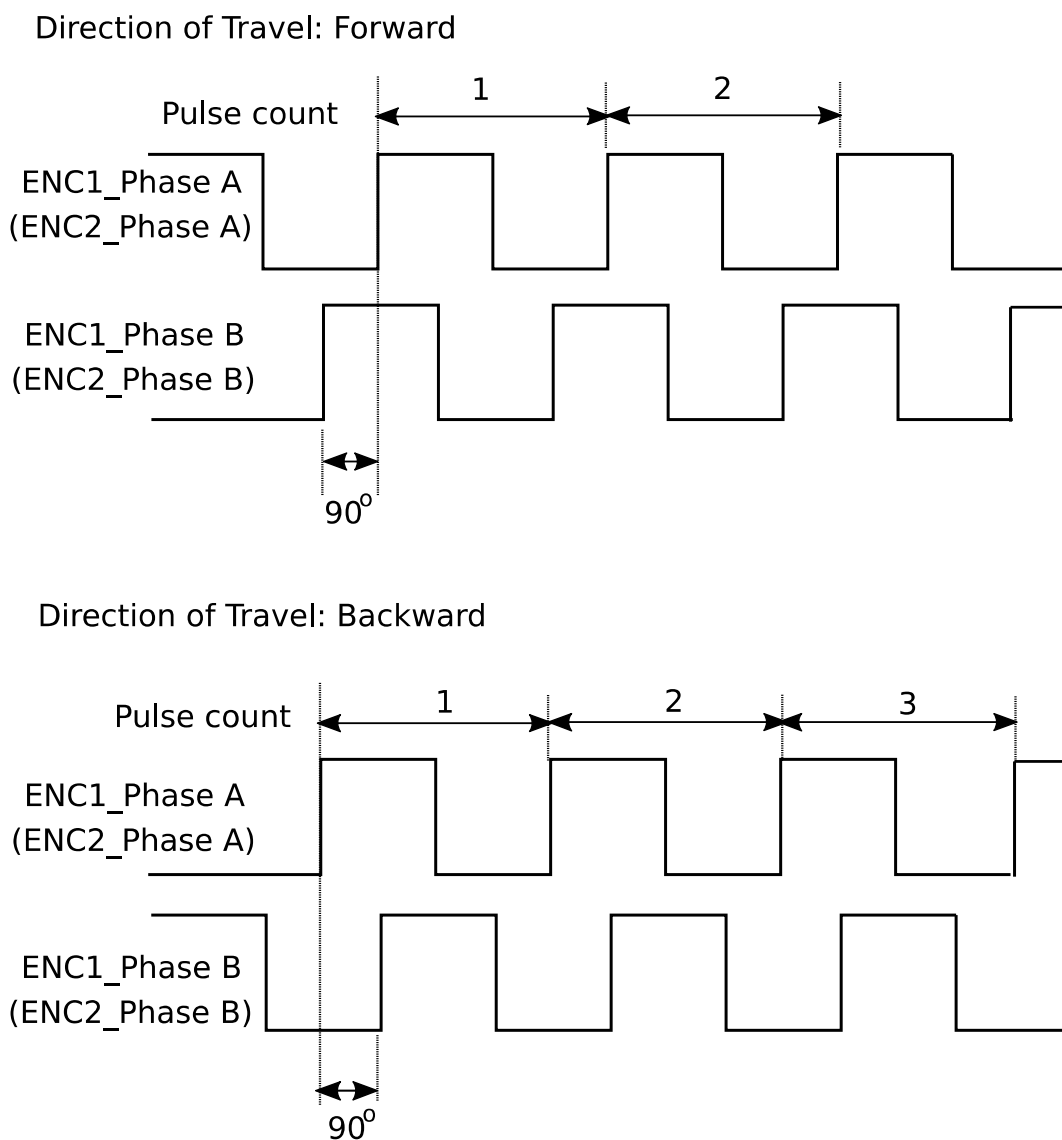 Direction of Travel: Forward
1
2
Pulse count
ENC1_Phase A
(ENC2_Phase A)
ENC1_Phase B
(ENC2_Phase B)
90°
Direction of Travel: Backward
1
2
3
Pulse count
ENC1_Phase A
(ENC2_Phase A)
ENC1_Phase B
(ENC2_Phase B)
90°